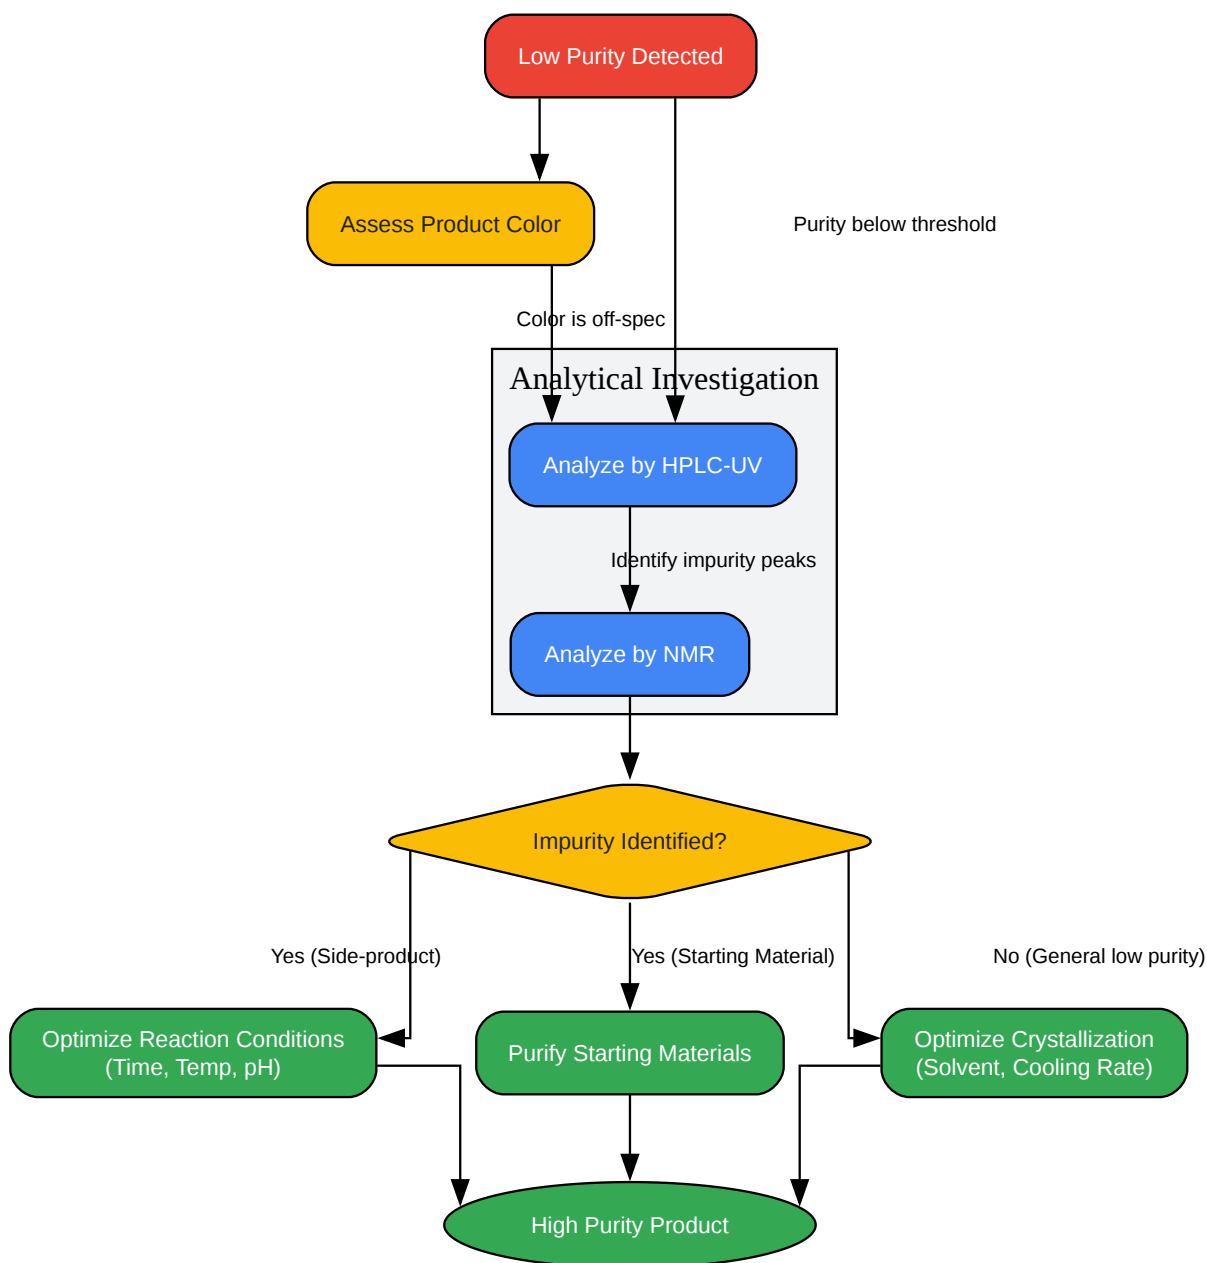 Low Purity Detected
Assess Product Color
Purity below threshold
Color is off-spec
Analytical Investigation
Analyze by HPLC-UV
Identify impurity peaks
Analyze by NMR
Impurity Identified?
Yes (Side-product)
Yes (Starting Material)
No (General low purity)
Optimize Reaction Conditions
(Time, Temp, pH)
Purify Starting Materials
Optimize Crystallization
(Solvent, Cooling Rate)
High Purity Product